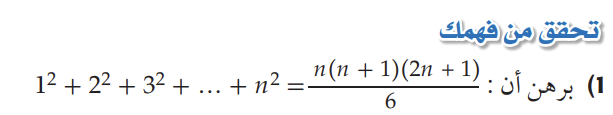 تحقق من فهمك
1) برهن أن : 1² + 2² + 3² + … + n² = n(n + 1)(2n + 1) / 6